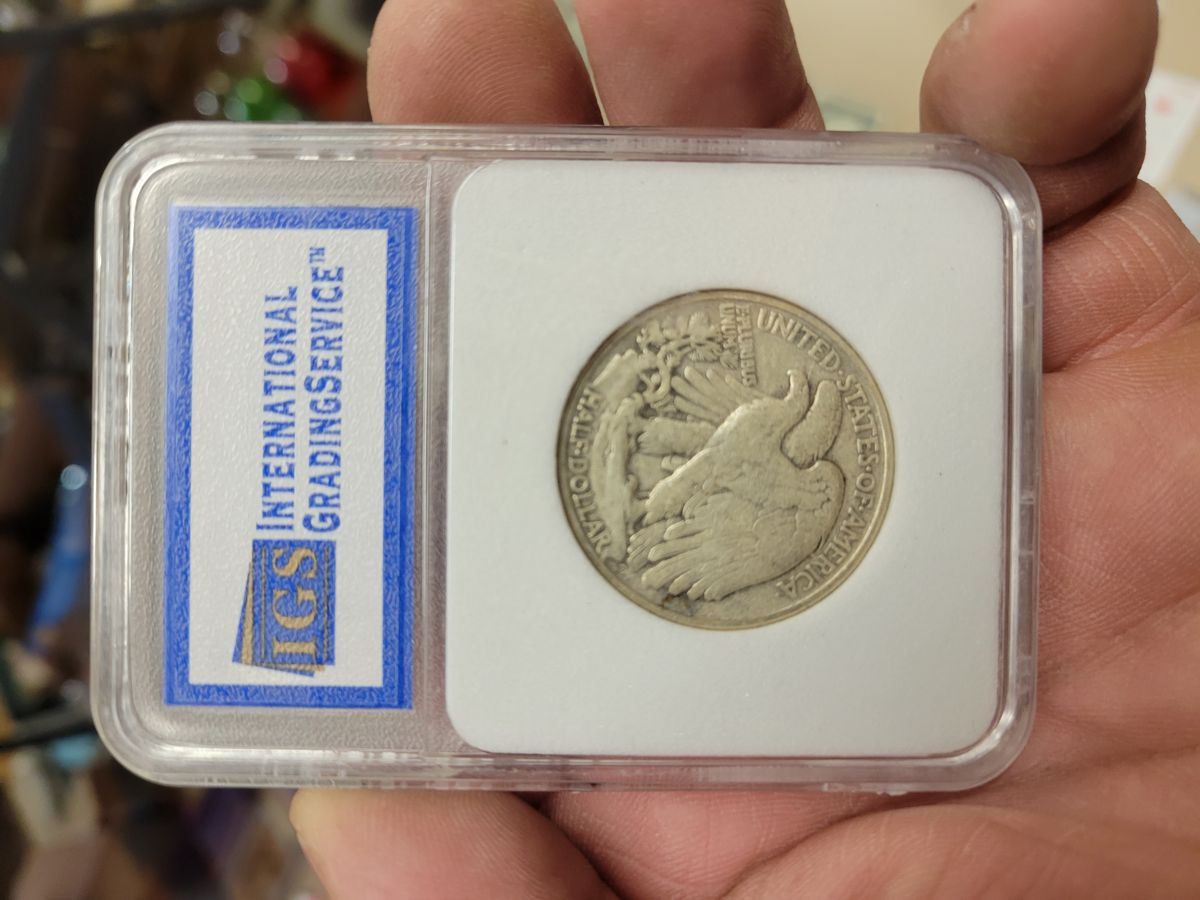 IGS
INTERNATIONAL
GRADINGSERVICE™
UNITED·STATES·OF·AMERICA
E·PLURIBUS
UNUM
HALF·DOLLAR